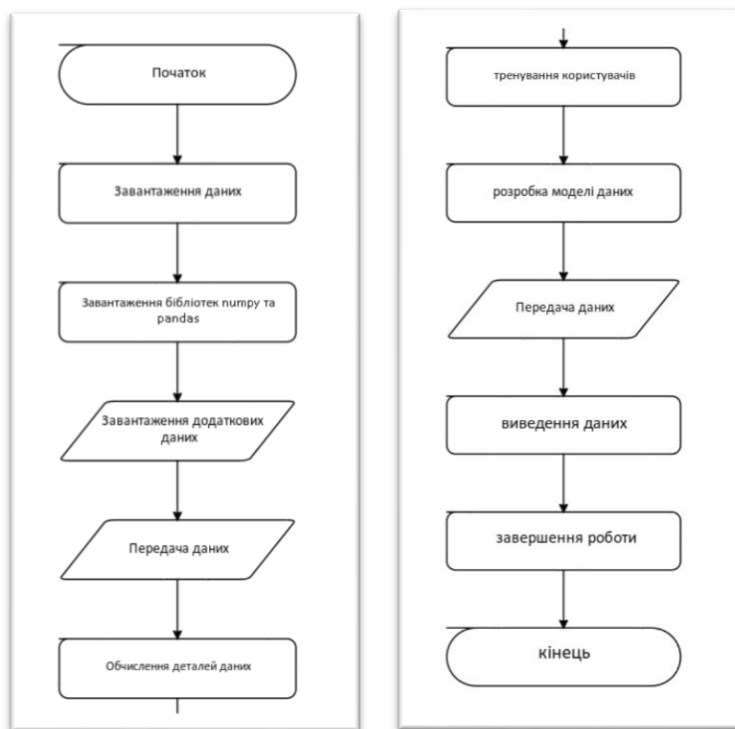 Початок
Завантаження даних
Завантаження бібліотек numpy та
pandas
Завантаження додаткових
даних
Передача даних
Обчислення деталей даних
тренування користувачів
розробка моделі даних
Передача даних
виведення даних
завершення роботи
кінець